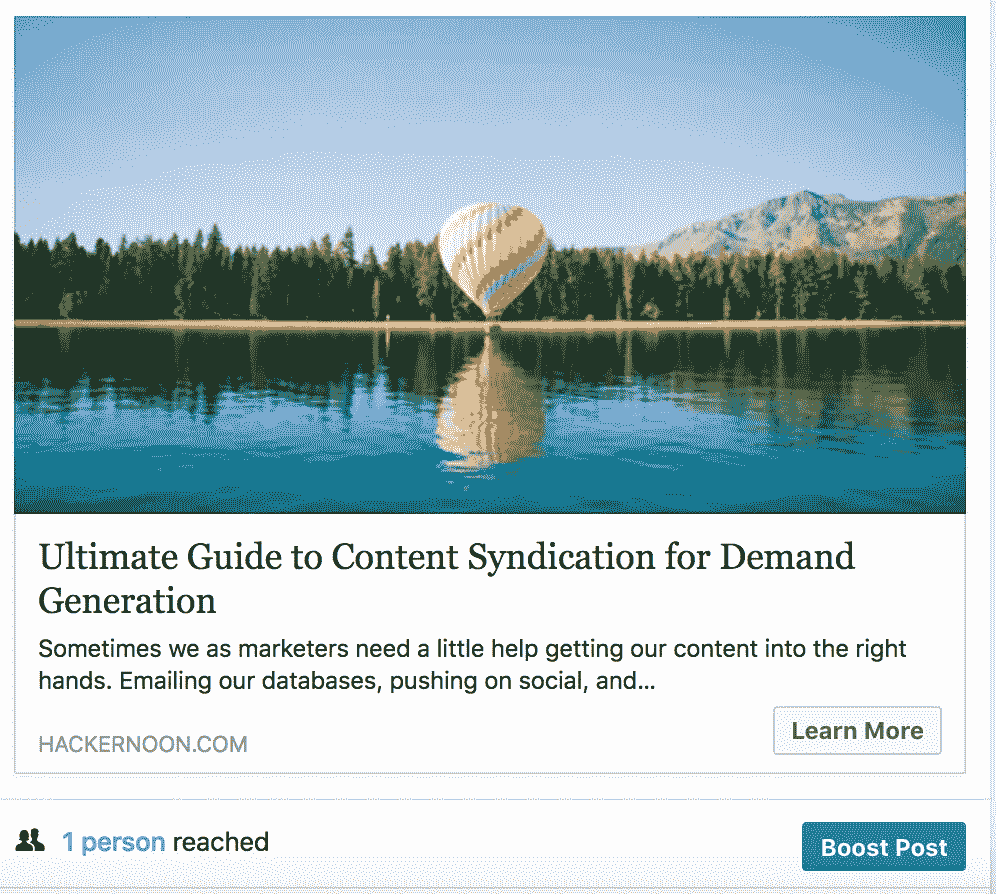 Ultimate Guide to Content Syndication for Demand
Generation
Sometimes we as marketers need a little help getting our content into the right
hands. Emailing our databases, pushing on social, and...
HACKERNOON.COM
Learn More
1 person reached
Boost Post